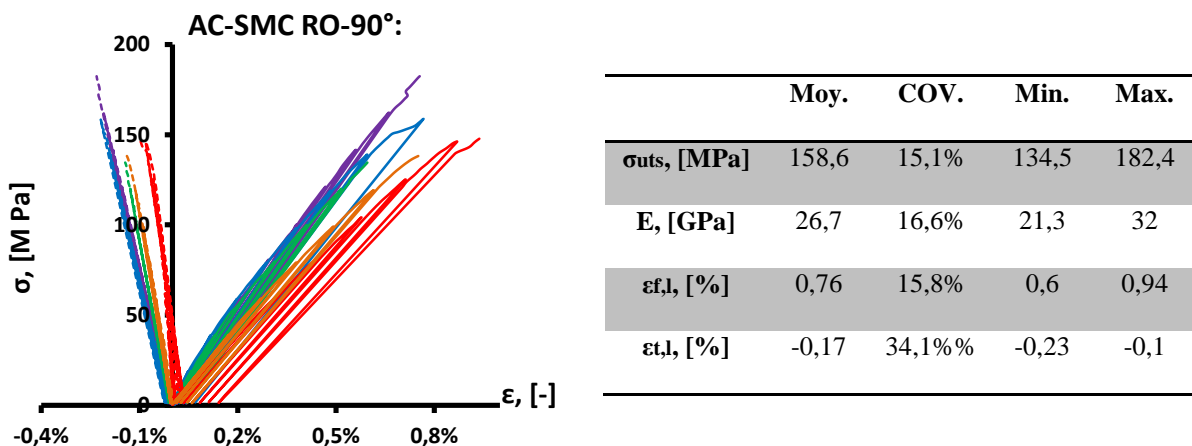 AC-SMC RO-90°:
200
150
100
50
0
σ, [M Pa]
ε, [-]
-0,4% -0,1% 0,2% 0,5% 0,8%
Moy. COV. Min. Max.
σuts, [MPa] 158,6 15,1% 134,5 182,4
E, [GPa] 26,7 16,6% 21,3 32
εf,l, [%] 0,76 15,8% 0,6 0,94
εt,l, [%] -0,17 34,1%% -0,23 -0,1